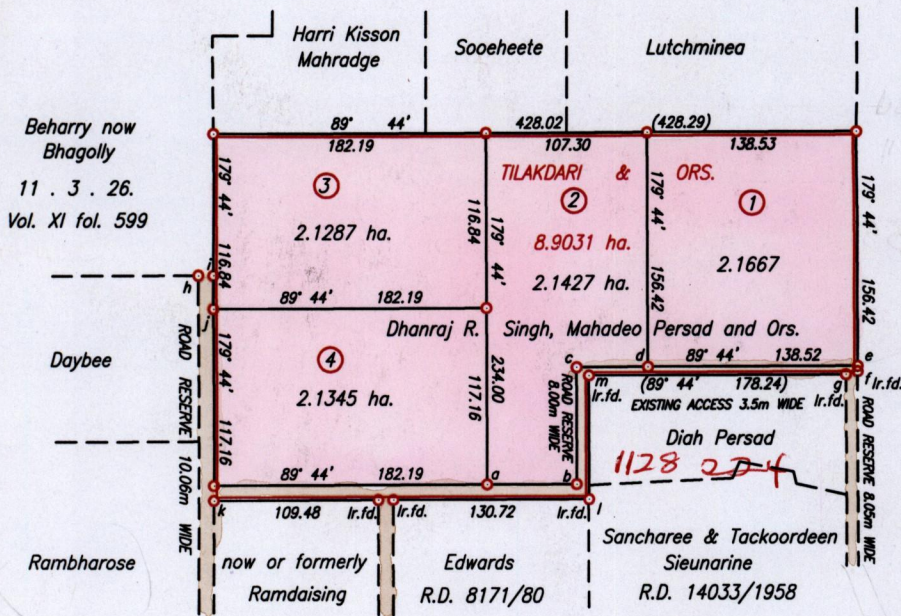 Harri Kisson
Mahradge
Sooeheete
Lutchminea
Beharry now
Bhagolly
11 . 3 . 26.
Vol. XI fol. 599
89° 44'
428.02
(428.29)
182.19
107.30
138.53
TILAKDARI & ORS.
179° 44'
116.84
3
2.1287 ha.
116.84
179° 44'
2
8.9031 ha.
2.1427 ha.
179° 44'
156.42
1
2.1667
179° 44'
156.42
h
i
j
89° 44' 182.19
Dhanraj R. Singh, Mahadeo Persad and Ors.
Daybee
ROAD RESERVE 10.06m WIDE
179° 44'
117.16
4
2.1345 ha.
234.00
117.16
c
d
89° 44' 138.52
e
f
Ir.fd.
g
Ir.fd.
m
Ir.fd.
(89° 44' 178.24)
EXISTING ACCESS 3.5m WIDE
ROAD RESERVE
8.00m WIDE
ROAD RESERVE 8.05m WIDE
Diah Persad
1128 224
89° 44' 182.19
a
b
k
109.48
Ir.fd.
Ir.fd.
130.72
Ir.fd.
l
Rambharose
now or formerly
Ramdaising
Edwards
R.D. 8171/80
Sancharee & Tackoordeen
Sieunarine
R.D. 14033/1958